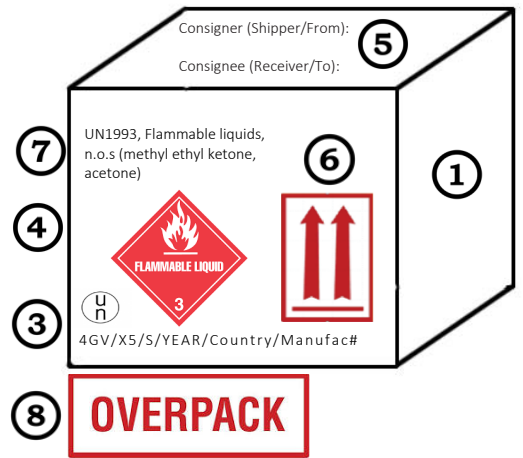 Consigner (Shipper/From):
5
Consignee (Receiver/To):
7
UN1993, Flammable liquids,
n.o.s (methyl ethyl ketone,
acetone)
6
1
4
FLAMMABLE LIQUID
3
3
un
4GV/X5/S/YEAR/Country/Manufac#
8
OVERPACK